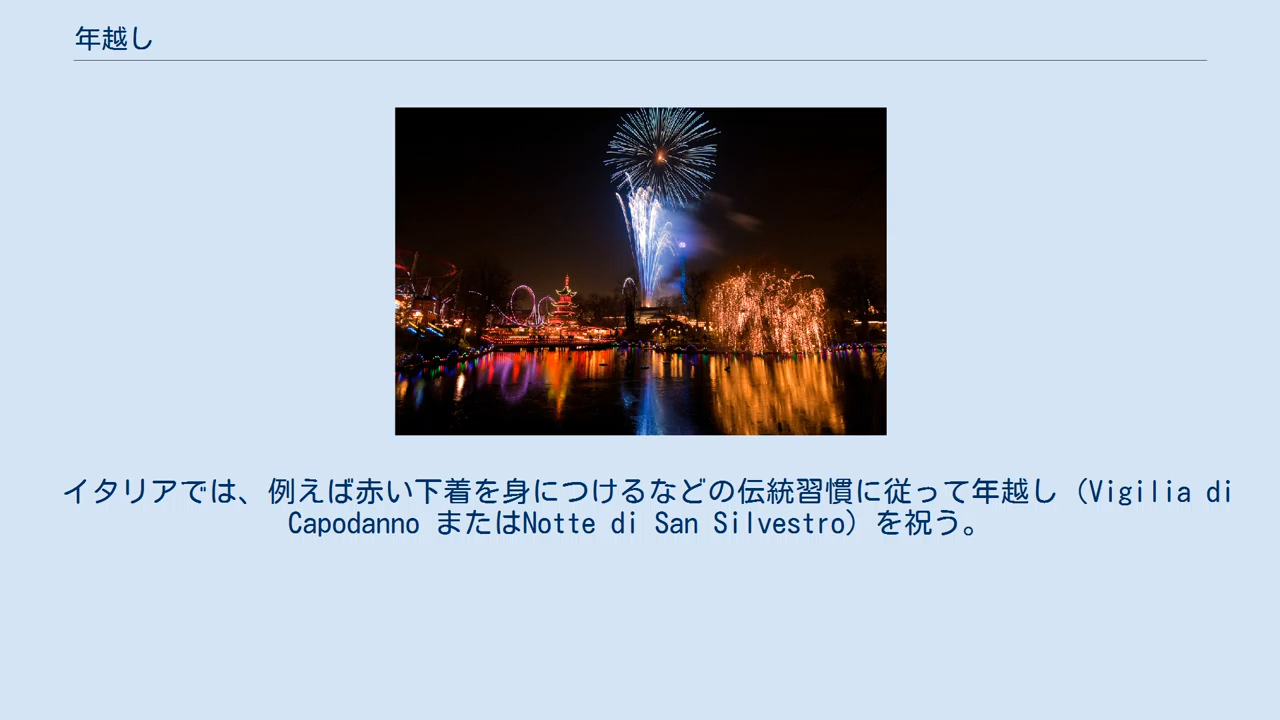 年越し
イタリアでは、例えば赤い下着を身につけるなどの伝統習慣に従って年越し（Vigilia di
Capodanno またはNotte di San Silvestro）を祝う。